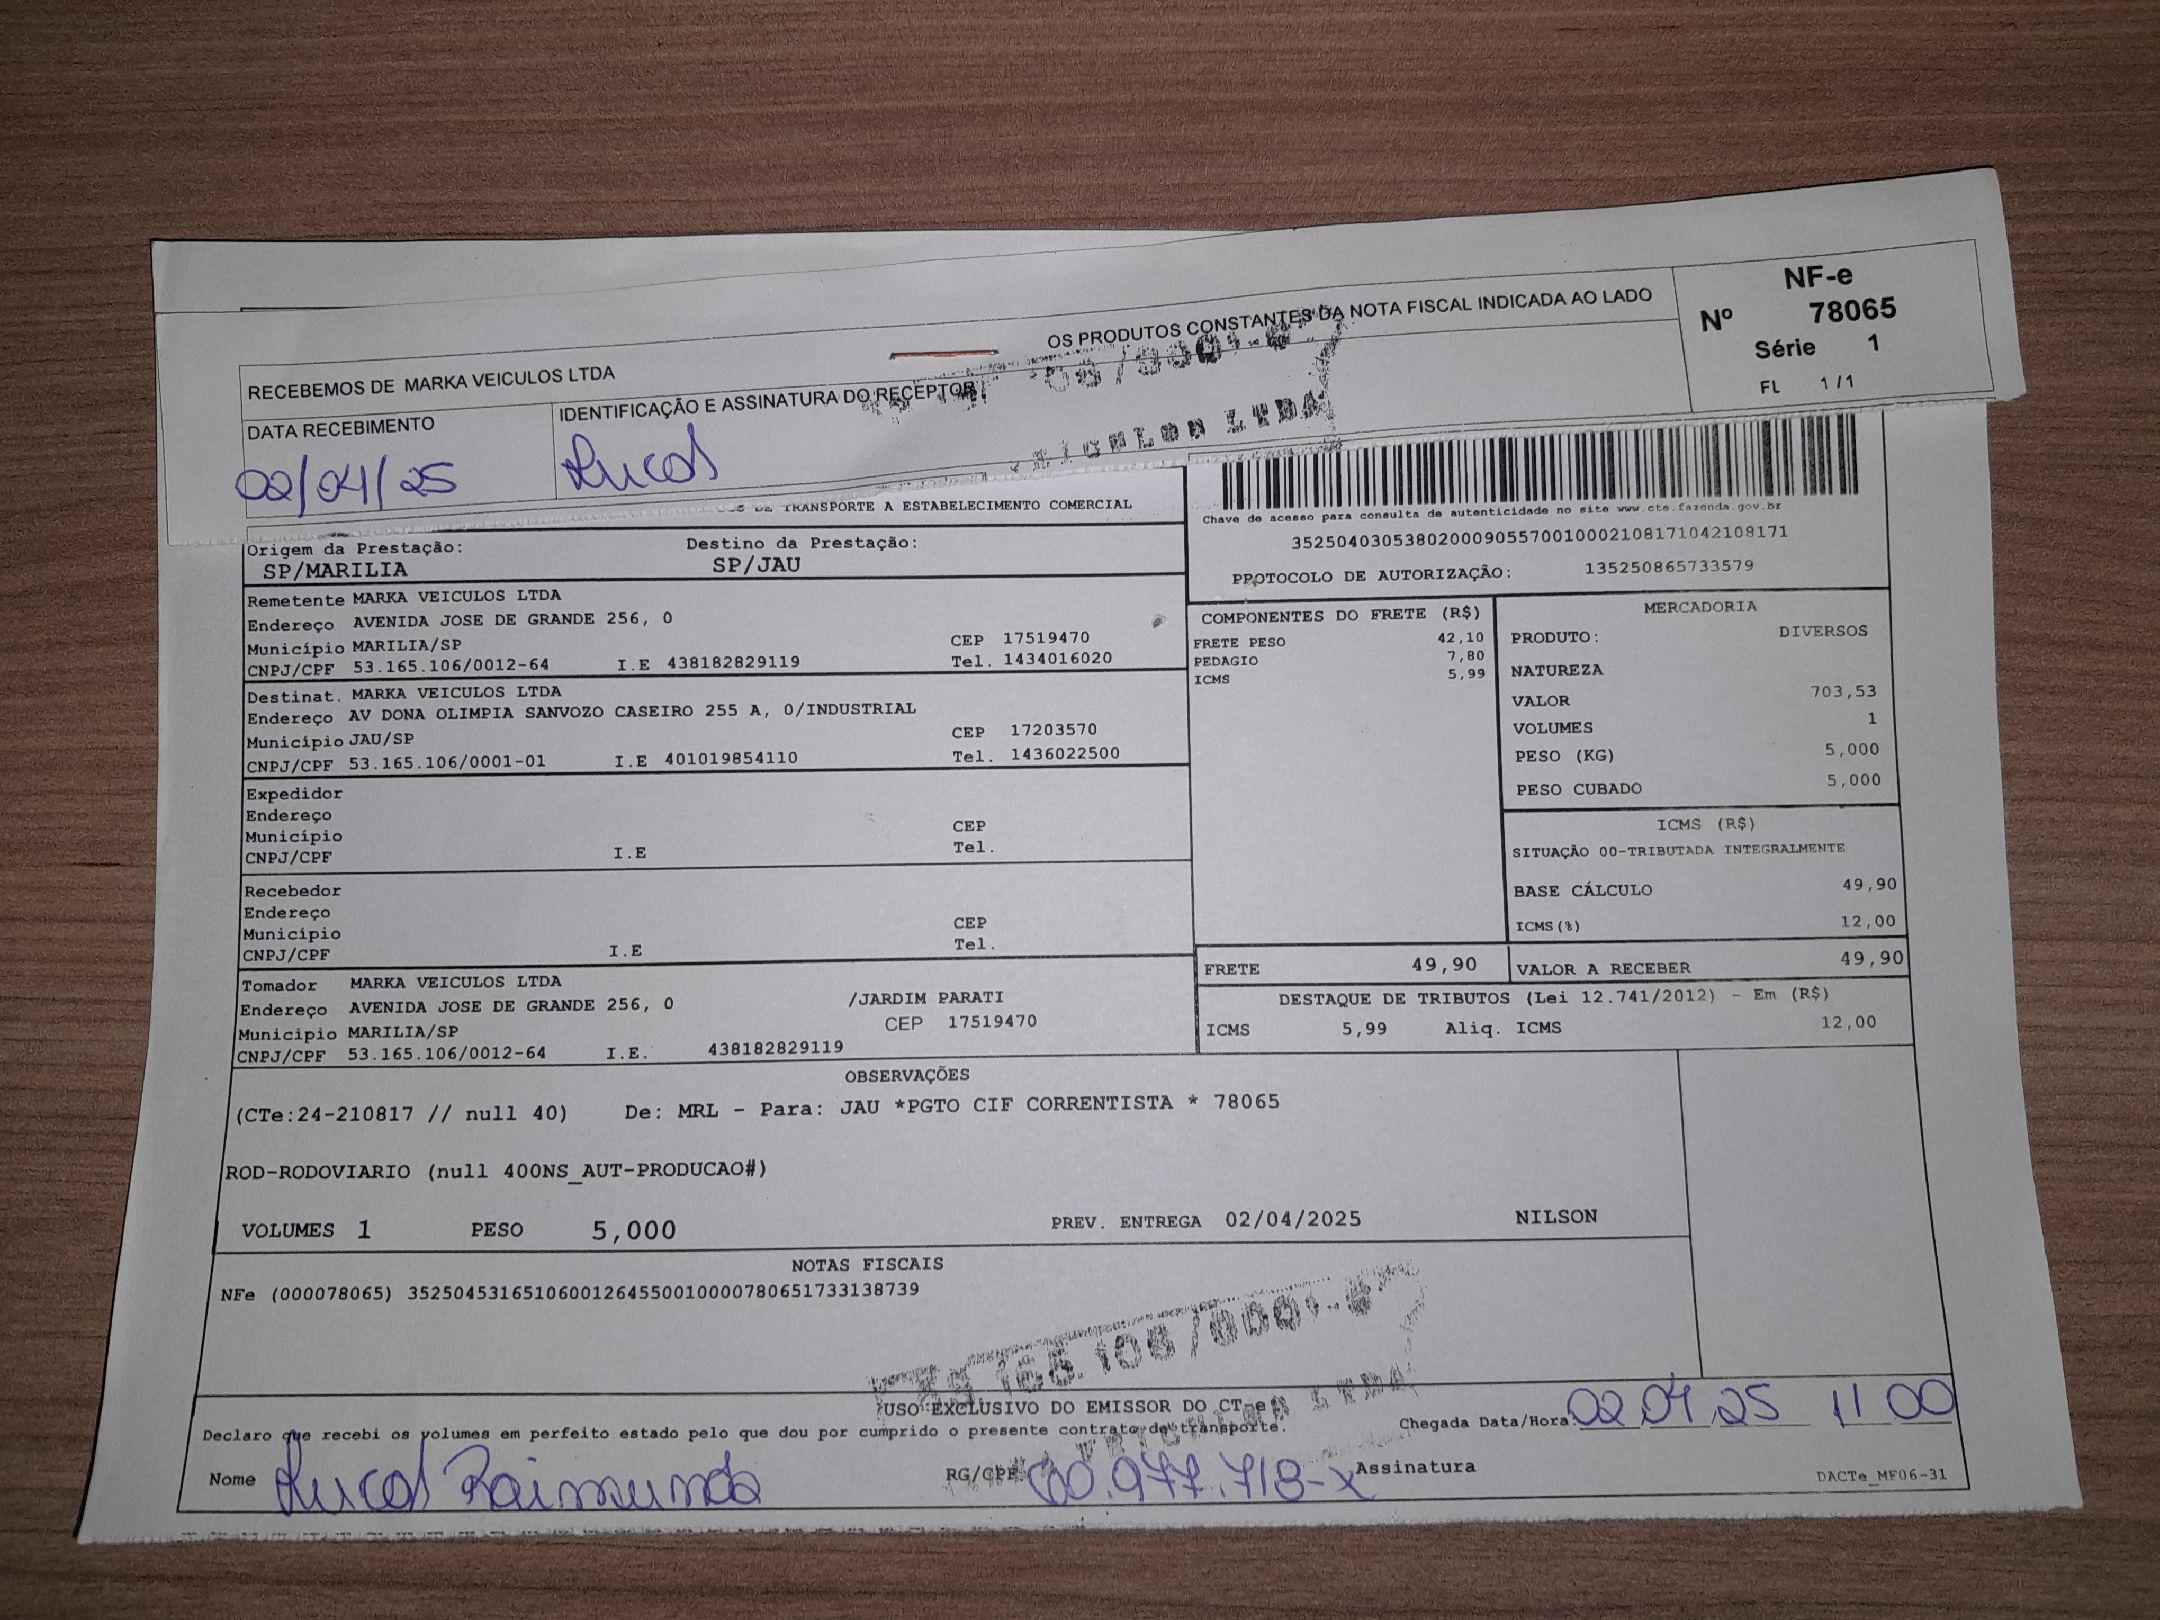 RECEBEMOS DE MARKA VEICULOS LTDA OS PRODUTOS CONSTANTES DA NOTA FISCAL INDICADA AO LADO
NF-e
Nº 78065
Série 1
FL 1 /1
DATA RECEBIMENTO
02/04/25
IDENTIFICAÇÃO E ASSINATURA DO RECEPTOR
Lucas
LTDA
DE TRANSPORTE A ESTABELECIMENTO COMERCIAL
Chave de acesso para consulta de autenticidade no site www.cte.fazenda.gov.br
35250403053802000905570010002108171042108171
PROTOCOLO DE AUTORIZAÇÃO: 135250865733579
Origem da Prestação: Destino da Prestação:
SP/MARILIA SP/JAU
Remetente MARKA VEICULOS LTDA
Endereço AVENIDA JOSE DE GRANDE 256, 0
Município MARILIA/SP CEP 17519470
CNPJ/CPF 53.165.106/0012-64 I.E 438182829119 Tel. 1434016020
Destinat. MARKA VEICULOS LTDA
Endereço AV DONA OLIMPIA SANVOZO CASEIRO 255 A, 0/INDUSTRIAL
Município JAU/SP CEP 17203570
CNPJ/CPF 53.165.106/0001-01 I.E 401019854110 Tel. 1436022500
Expedidor
Endereço
Município CEP
CNPJ/CPF I.E Tel.
Recebedor
Endereço
Município CEP
CNPJ/CPF I.E Tel.
Tomador MARKA VEICULOS LTDA
Endereço AVENIDA JOSE DE GRANDE 256, 0 /JARDIM PARATI
Município MARILIA/SP CEP 17519470
CNPJ/CPF 53.165.106/0012-64 I.E. 438182829119
COMPONENTES DO FRETE (R$)
FRETE PESO 42,10
PEDAGIO 7,80
ICMS 5,99
MERCADORIA
PRODUTO: DIVERSOS
NATUREZA
VALOR 703,53
VOLUMES 1
PESO (KG) 5,000
PESO CUBADO 5,000
ICMS (R$)
SITUAÇÃO 00-TRIBUTADA INTEGRALMENTE
BASE CÁLCULO 49,90
ICMS(%) 12,00
FRETE 49,90 VALOR A RECEBER 49,90
DESTAQUE DE TRIBUTOS (Lei 12.741/2012) - Em (R$)
ICMS 5,99 Aliq. ICMS 12,00
OBSERVAÇÕES
(CTe:24-210817 // null 40) De: MRL - Para: JAU *PGTO CIF CORRENTISTA * 78065
ROD-RODOVIARIO (null 400NS_AUT-PRODUCAO#)
VOLUMES 1 PESO 5,000 PREV. ENTREGA 02/04/2025 NILSON
NOTAS FISCAIS
NFe (000078065) 35250453165106001264550010000780651733138739
LTDA
USO EXCLUSIVO DO EMISSOR DO CT-e
Declaro que recebi os volumes em perfeito estado pelo que dou por cumprido o presente contrato de transporte.
Chegada Data/Hora: 02 04 25 11 00
Nome Lucas Raimundo RG/CPF 60.977.718-X Assinatura
DACTe_MF06-31